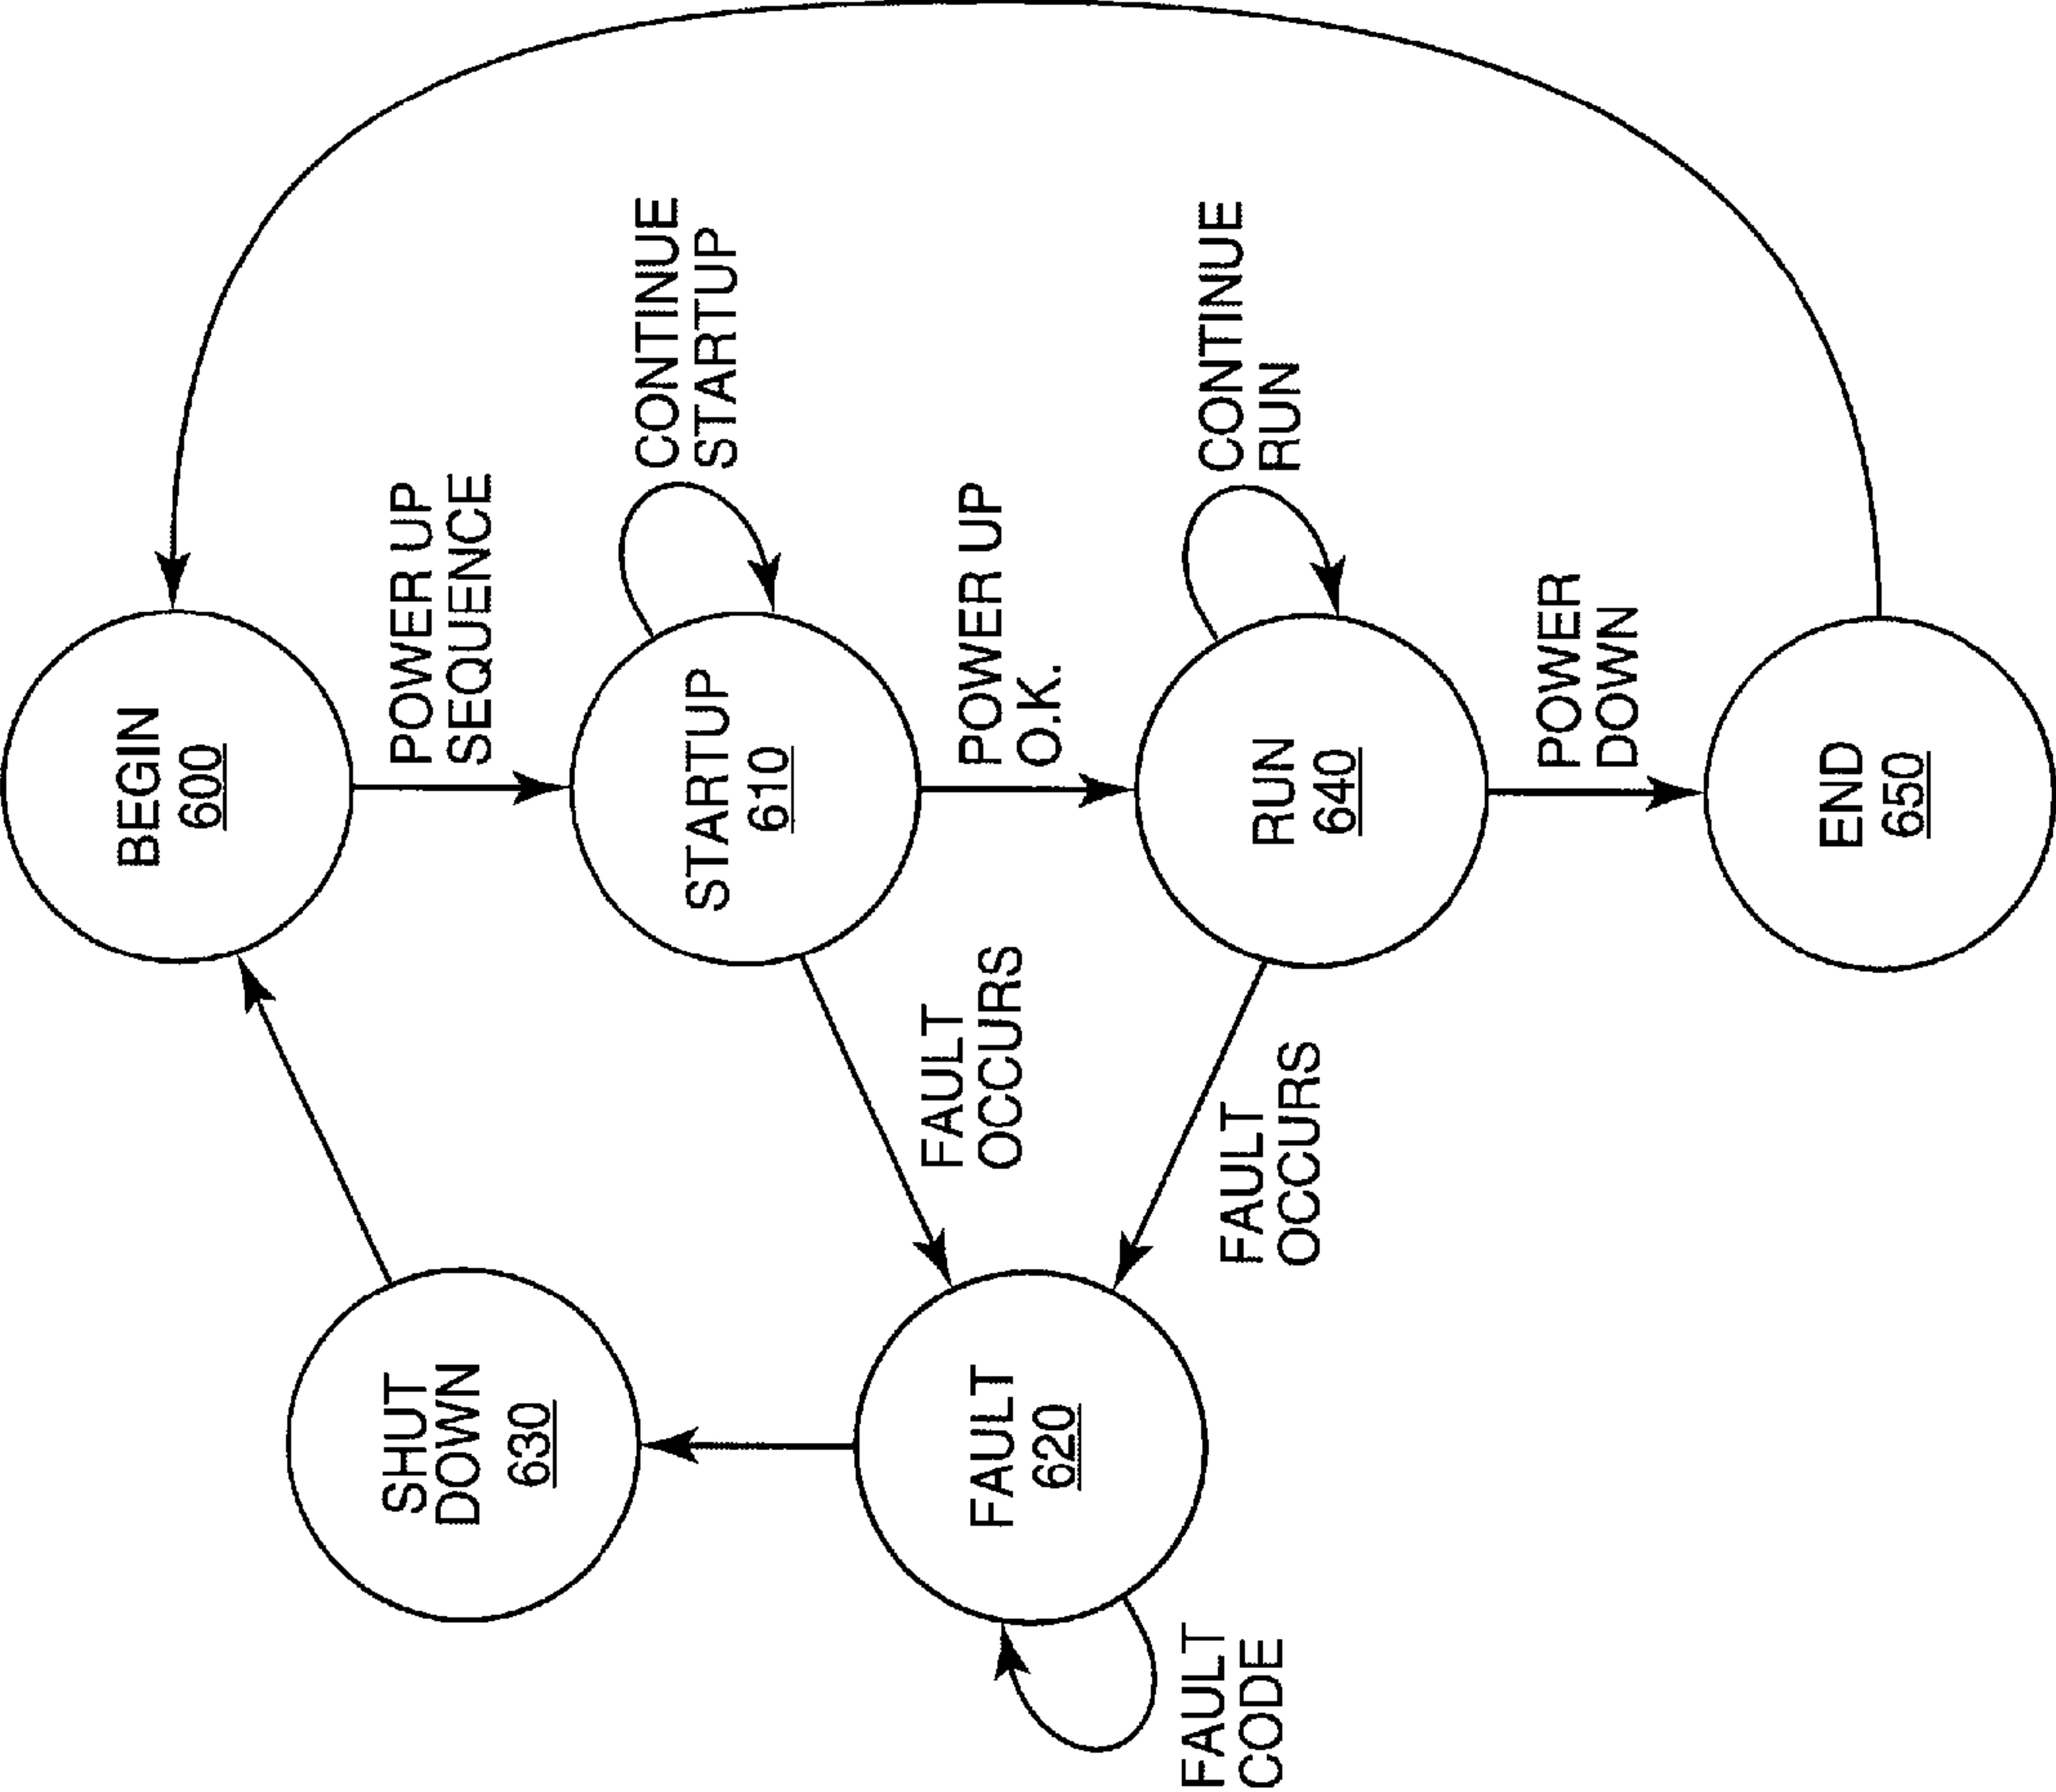 BEGIN
600
POWER UP
SEQUENCE
CONTINUE
STARTUP
STARTUP
610
POWER UP
O.K.
CONTINUE
RUN
RUN
640
POWER
DOWN
END
650
FAULT
OCCURS
FAULT
OCCURS
SHUT
DOWN
630
FAULT
620
FAULT
CODE